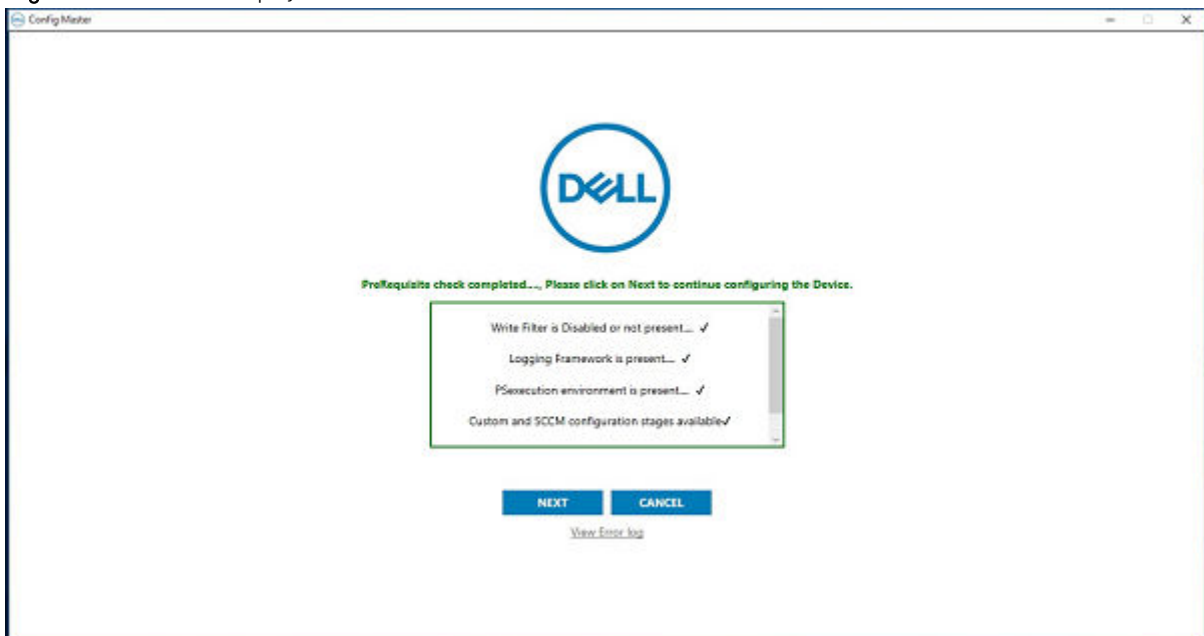 Config Master
DELL
PreRequisite check completed...., Please click on Next to continue configuring the Device.
Write Filter is Disabled or not present.... ✓
Logging Framework is present.... ✓
PSexecution environment is present.... ✓
Custom and SCCM configuration stages available✓
NEXT CANCEL
View Error log